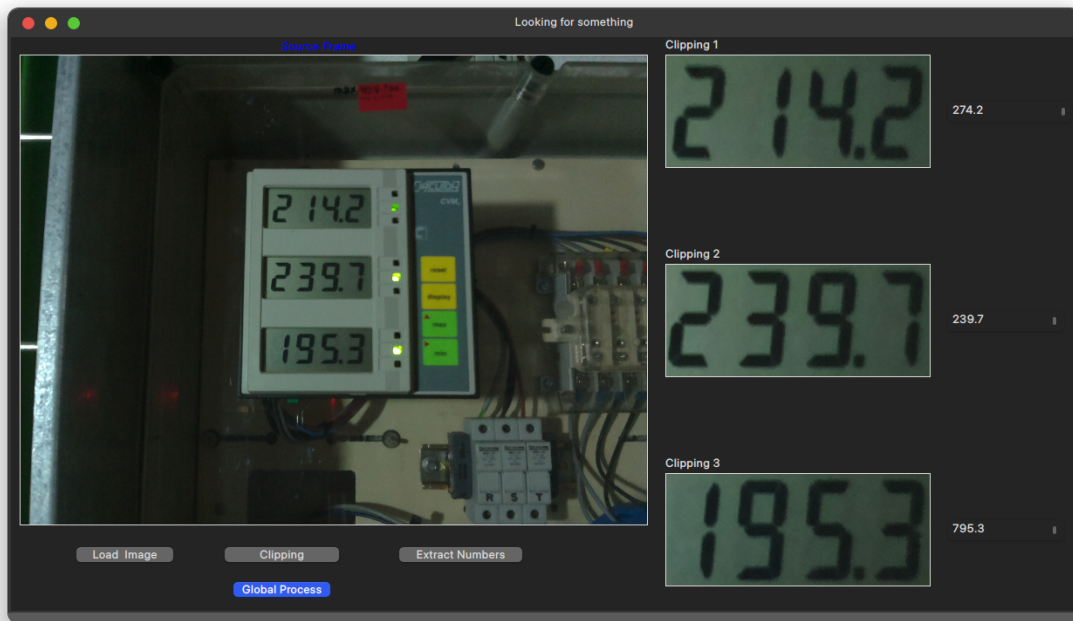 Looking for something
Source Frame
Clipping 1
214.2
274.2
max
214.2
239.7
195.3
CVM
reset
display
max
min
R S T
Clipping 2
239.7
239.7
Clipping 3
195.3
795.3
Load Image
Clipping
Extract Numbers
Global Process